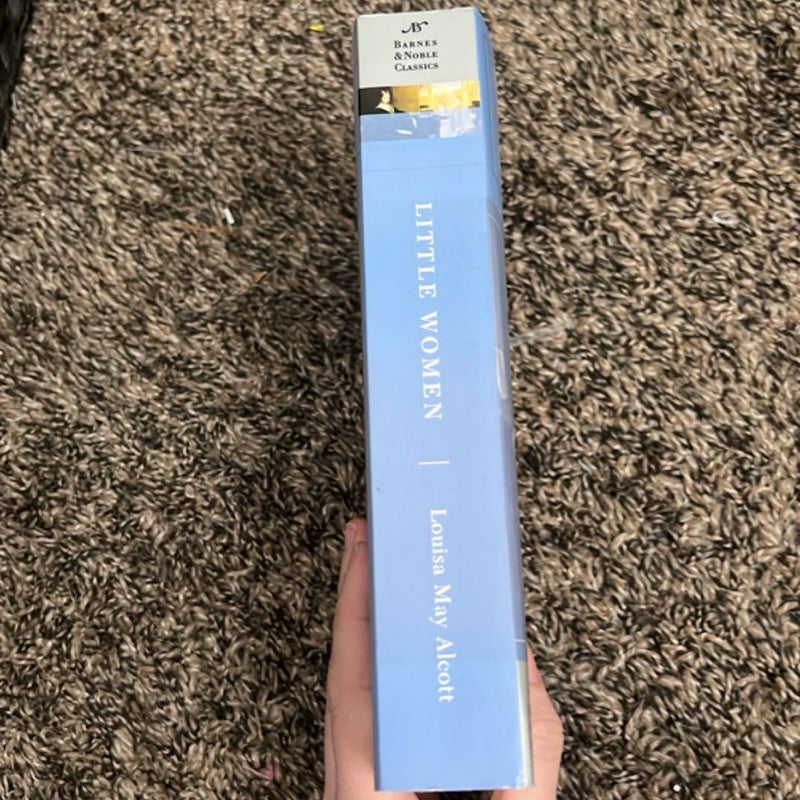 BARNES
& NOBLE
CLASSICS
LITTLE WOMEN | Louisa May Alcott